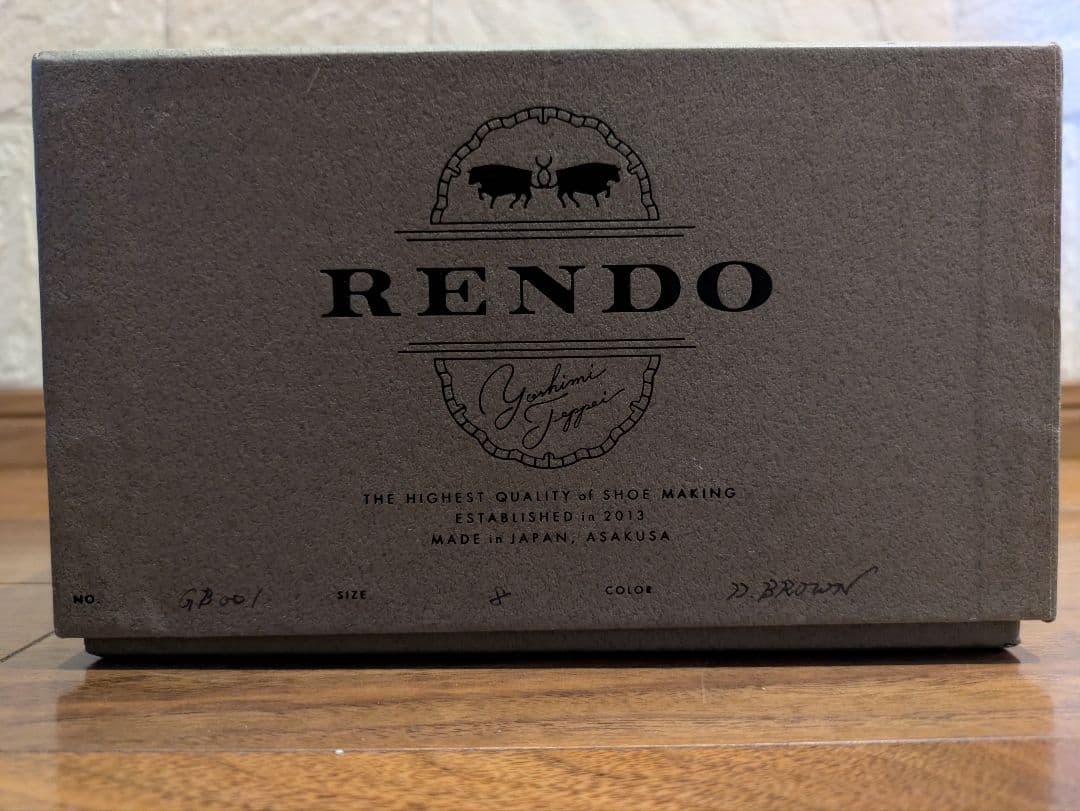 RENDO
Yoshimi
Teppei
THE HIGHEST QUALITY of SHOE MAKING
ESTABLISHED in 2013
MADE in JAPAN, ASAKUSA
NO. GB001 SIZE 8 COLOR D.BROWN